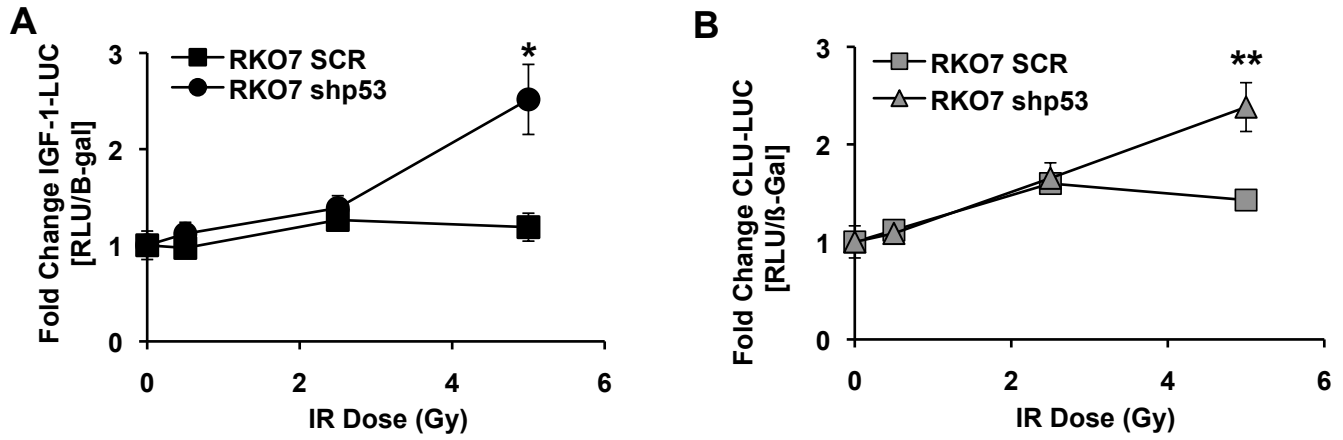 A
Fold Change IGF-1-LUC
[RLU/B-gal]
3
2
1
0
RKO7 SCR
RKO7 shp53
*
0 2 4 6
IR Dose (Gy)
B
Fold Change CLU-LUC
[RLU/ß-Gal]
3
2
1
0
RKO7 SCR
RKO7 shp53
**
0 2 4 6
IR Dose (Gy)